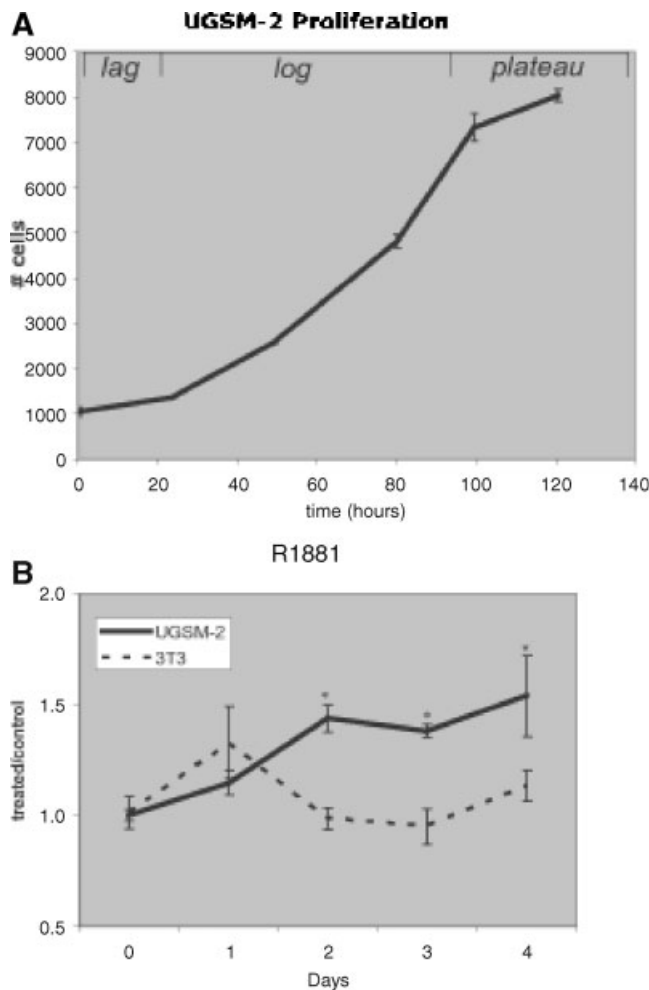 A
UGSM-2 Proliferation
9000
8000
7000
6000
5000
4000
3000
2000
1000
0
# cells
lag
log
plateau
0 20 40 60 80 100 120 140
time (hours)
B
R1881
2.0
1.5
1.0
0.5
treated/control
UGSM-2
3T3
*
*
*
0 1 2 3 4
Days